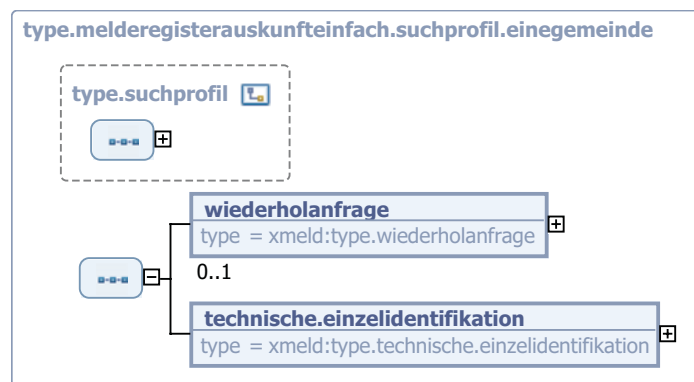 type.melderegisterauskunfteinfach.suchprofil.einegemeinde
type.suchprofil
wiederholanfrage
type = xmeld:type.wiederholanfrage
0..1
technische.einzelidentifikation
type = xmeld:type.technische.einzelidentifikation